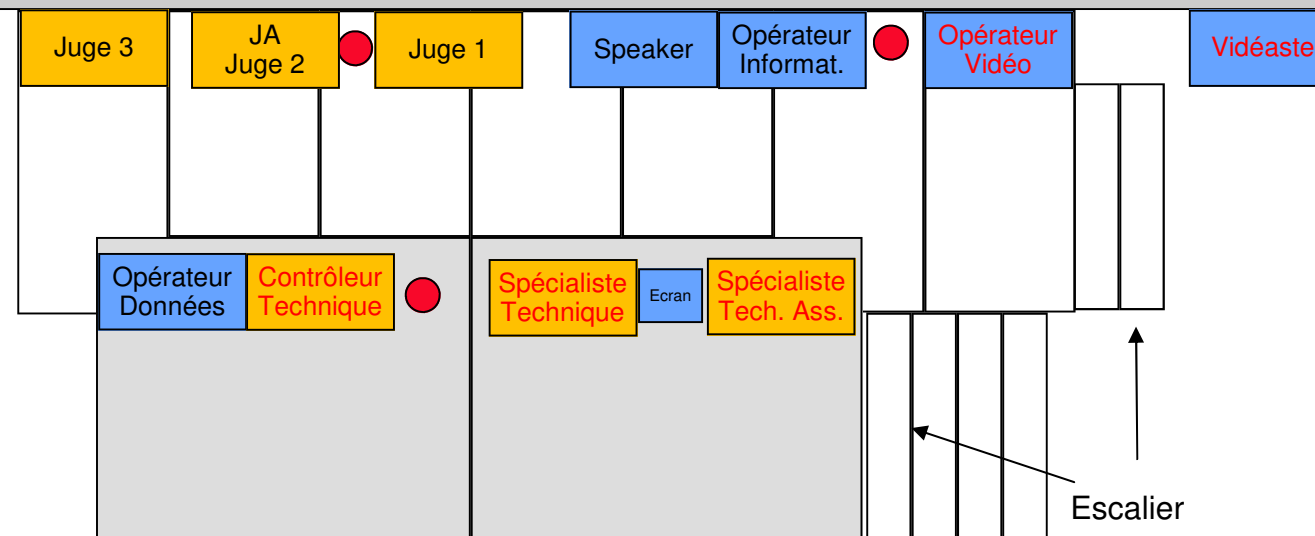 Juge 3
JA
Juge 2
Juge 1
Speaker
Opérateur
Informat.
Opérateur
Vidéo
Vidéaste
Opérateur
Données
Contrôleur
Technique
Spécialiste
Technique
Ecran
Spécialiste
Tech. Ass.
Escalier